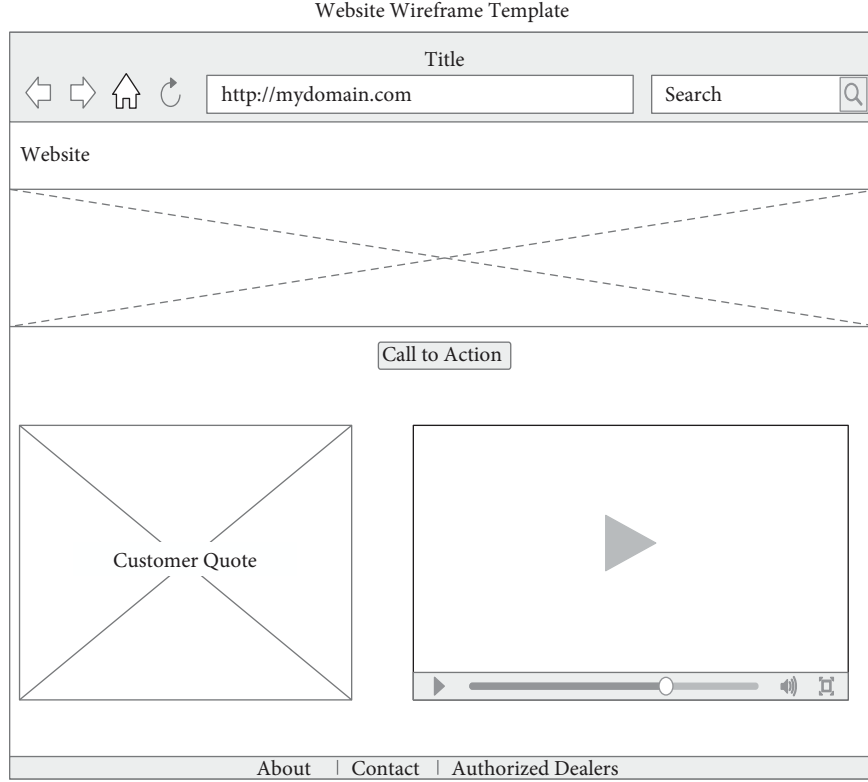 Website Wireframe Template
Title
http://mydomain.com
Search
Website
Call to Action
Customer Quote
About | Contact | Authorized Dealers